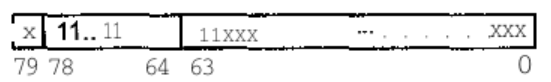 x 11.. 11 11xxx ... . . . . . xxx
79 78 64 63 0